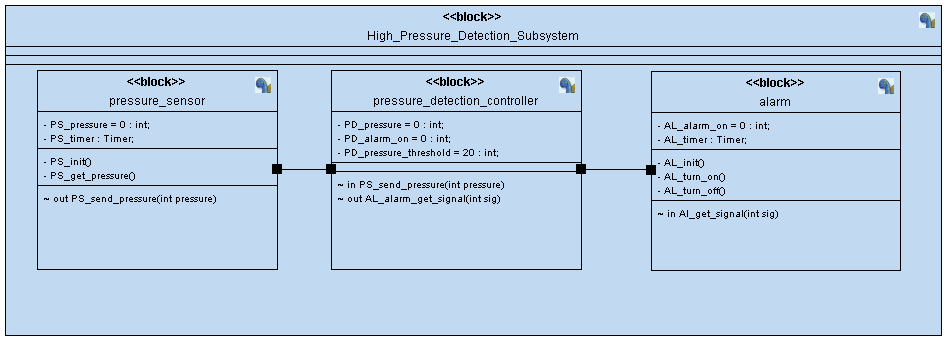 <<block>>
High_Pressure_Detection_Subsystem
<<block>>
pressure_sensor
- PS_pressure = 0 : int;
- PS_timer : Timer;
- PS_init()
- PS_get_pressure()
~ out PS_send_pressure(int pressure)
<<block>>
pressure_detection_controller
- PD_pressure = 0 : int;
- PD_alarm_on = 0 : int;
- PD_pressure_threshold = 20 : int;
~ in PS_send_pressure(int pressure)
~ out AL_alarm_get_signal(int sig)
<<block>>
alarm
- AL_alarm_on = 0 : int;
- AL_timer : Timer;
- AL_init()
- AL_turn_on()
- AL_turn_off()
~ in Al_get_signal(int sig)